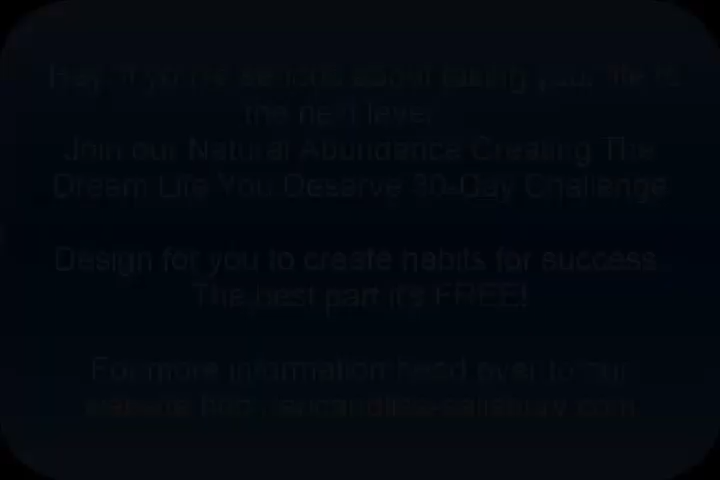 Hey, if you're serious about taking your life to
the next level
Join our Natural Abundance Creating The
Dream Life You Deserve 30-Day Challenge
Design for you to create habits for success.
The best part it's FREE!
For more information head over to our
website